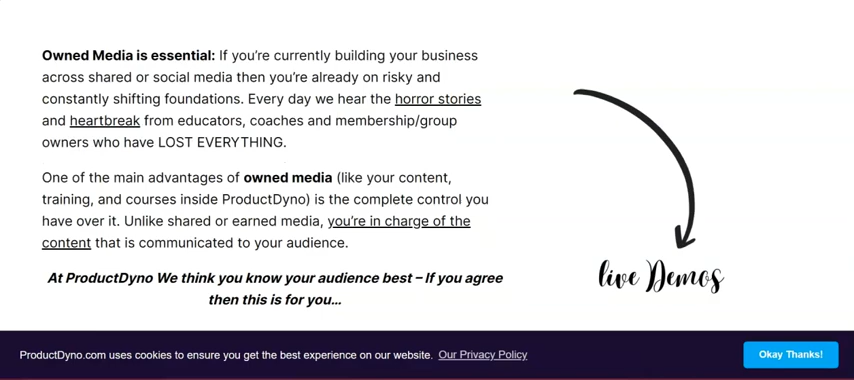 Owned Media is essential: If you’re currently building your business
across shared or social media then you’re already on risky and
constantly shifting foundations. Every day we hear the horror stories
and heartbreak from educators, coaches and membership/group
owners who have LOST EVERYTHING.
One of the main advantages of owned media (like your content,
training, and courses inside ProductDyno) is the complete control you
have over it. Unlike shared or earned media, you’re in charge of the
content that is communicated to your audience.
At ProductDyno We think you know your audience best – If you agree
then this is for you…
live Demos
ProductDyno.com uses cookies to ensure you get the best experience on our website. Our Privacy Policy
Okay Thanks!